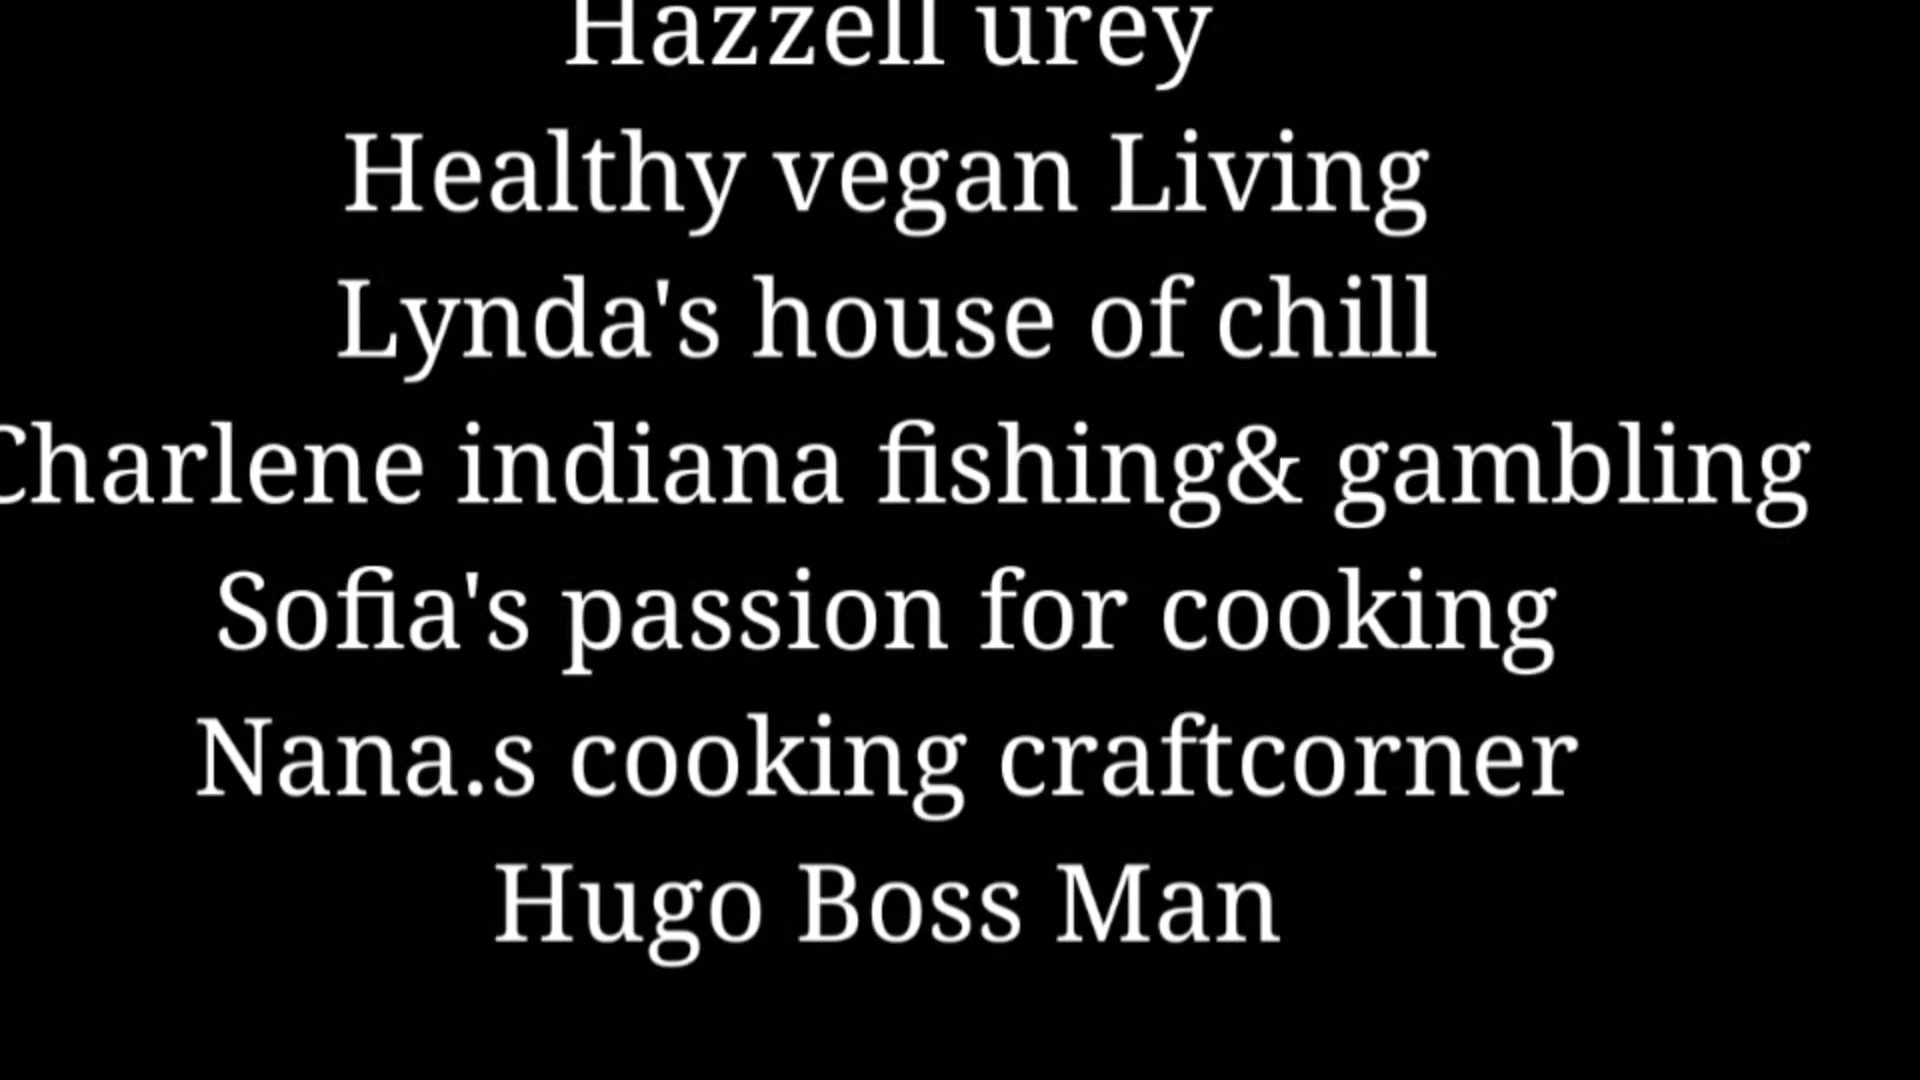 Hazzell urey
Healthy vegan Living
Lynda's house of chill
Charlene indiana fishing& gambling
Sofia's passion for cooking
Nana.s cooking craftcorner
Hugo Boss Man